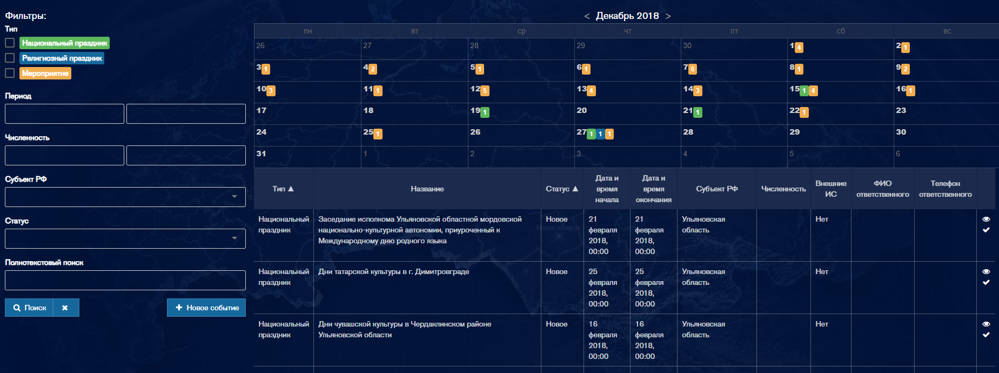 Фильтры:
Тип
Национальный праздник
Религиозный праздник
Мероприятие
Период
Численность
Субъект РФ
Статус
Полнотекстовый поиск
Поиск
Новое событие
< Декабрь 2018 >
пн вт ср чт пт сб вс
26 27 28 29 30 1 4 2 1
3 1 4 2 5 1 6 1 7 6 8 1 9 2
10 3 11 1 12 5 13 4 14 3 15 1 4 16 1
17 18 19 1 20 21 1 22 1 23
24 25 1 26 27 1 1 1 28 29 30
31 1 2 3 4 5 6
Тип ▲
Название
Статус ▲
Дата и
время
начала
Дата и
время
окончания
Субъект РФ
Численность
Внешние
ИС
ФИО
ответственного
Телефон
ответственного
Национальный
праздник
Заседание исполкома Ульяновской областной мордовской
национально-культурной автономии, приуроченный к
Международному дню родного языка
Новое
21
февраля
2018,
00:00
21
февраля
2018,
00:00
Ульяновская
область
Нет
Национальный
праздник
Дни татарской культуры в г. Димитровграде
Новое
25
февраля
2018,
00:00
25
февраля
2018,
00:00
Ульяновская
область
Нет
Национальный
праздник
Дни чувашской культуры в Чердаклинском районе
Ульяновской области
Новое
16
февраля
2018,
00:00
16
февраля
2018,
00:00
Ульяновская
область
Нет